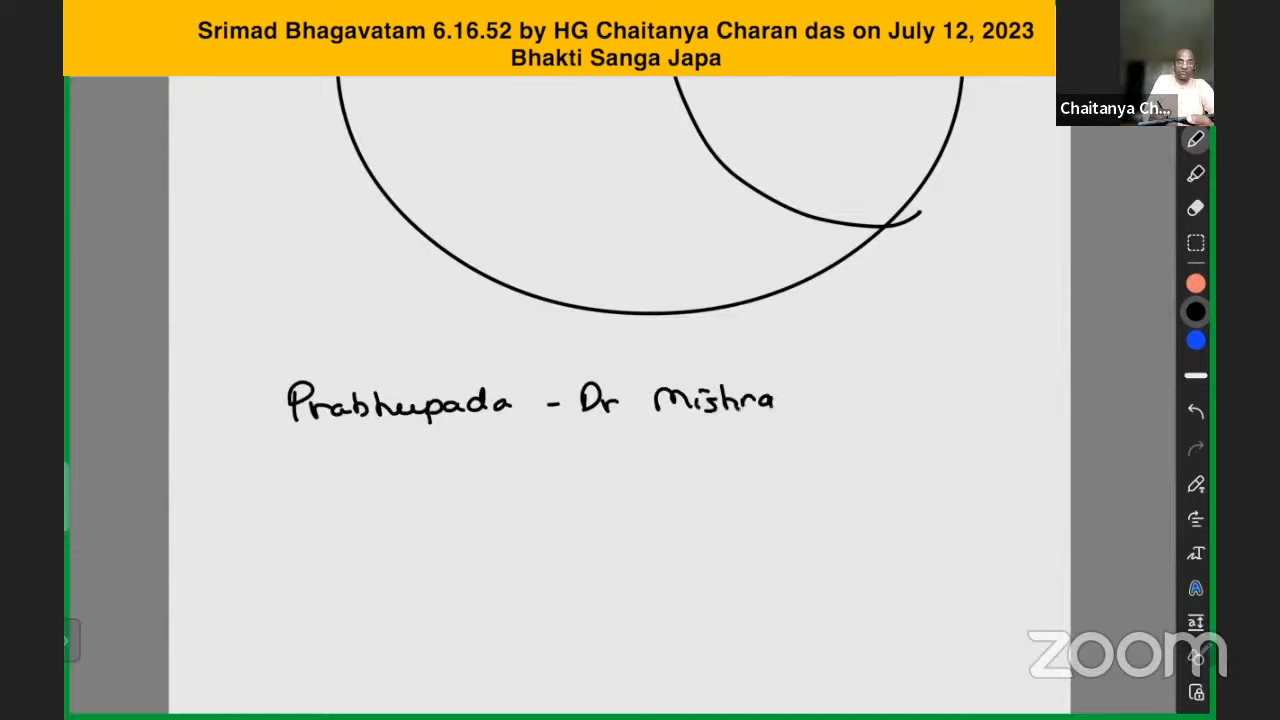 Srimad Bhagavatam 6.16.52 by HG Chaitanya Charan das on July 12, 2023
Bhakti Sanga Japa
Chaitanya Ch...
Prabhupada - Dr Mishra
zoom